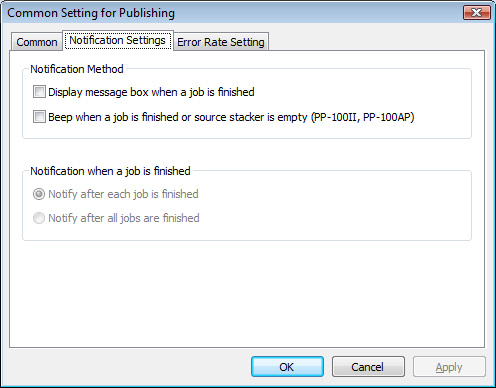 Common Setting for Publishing
Common Notification Settings Error Rate Setting
Notification Method
Display message box when a job is finished
Beep when a job is finished or source stacker is empty (PP-100II, PP-100AP)
Notification when a job is finished
Notify after each job is finished
Notify after all jobs are finished
OK Cancel Apply